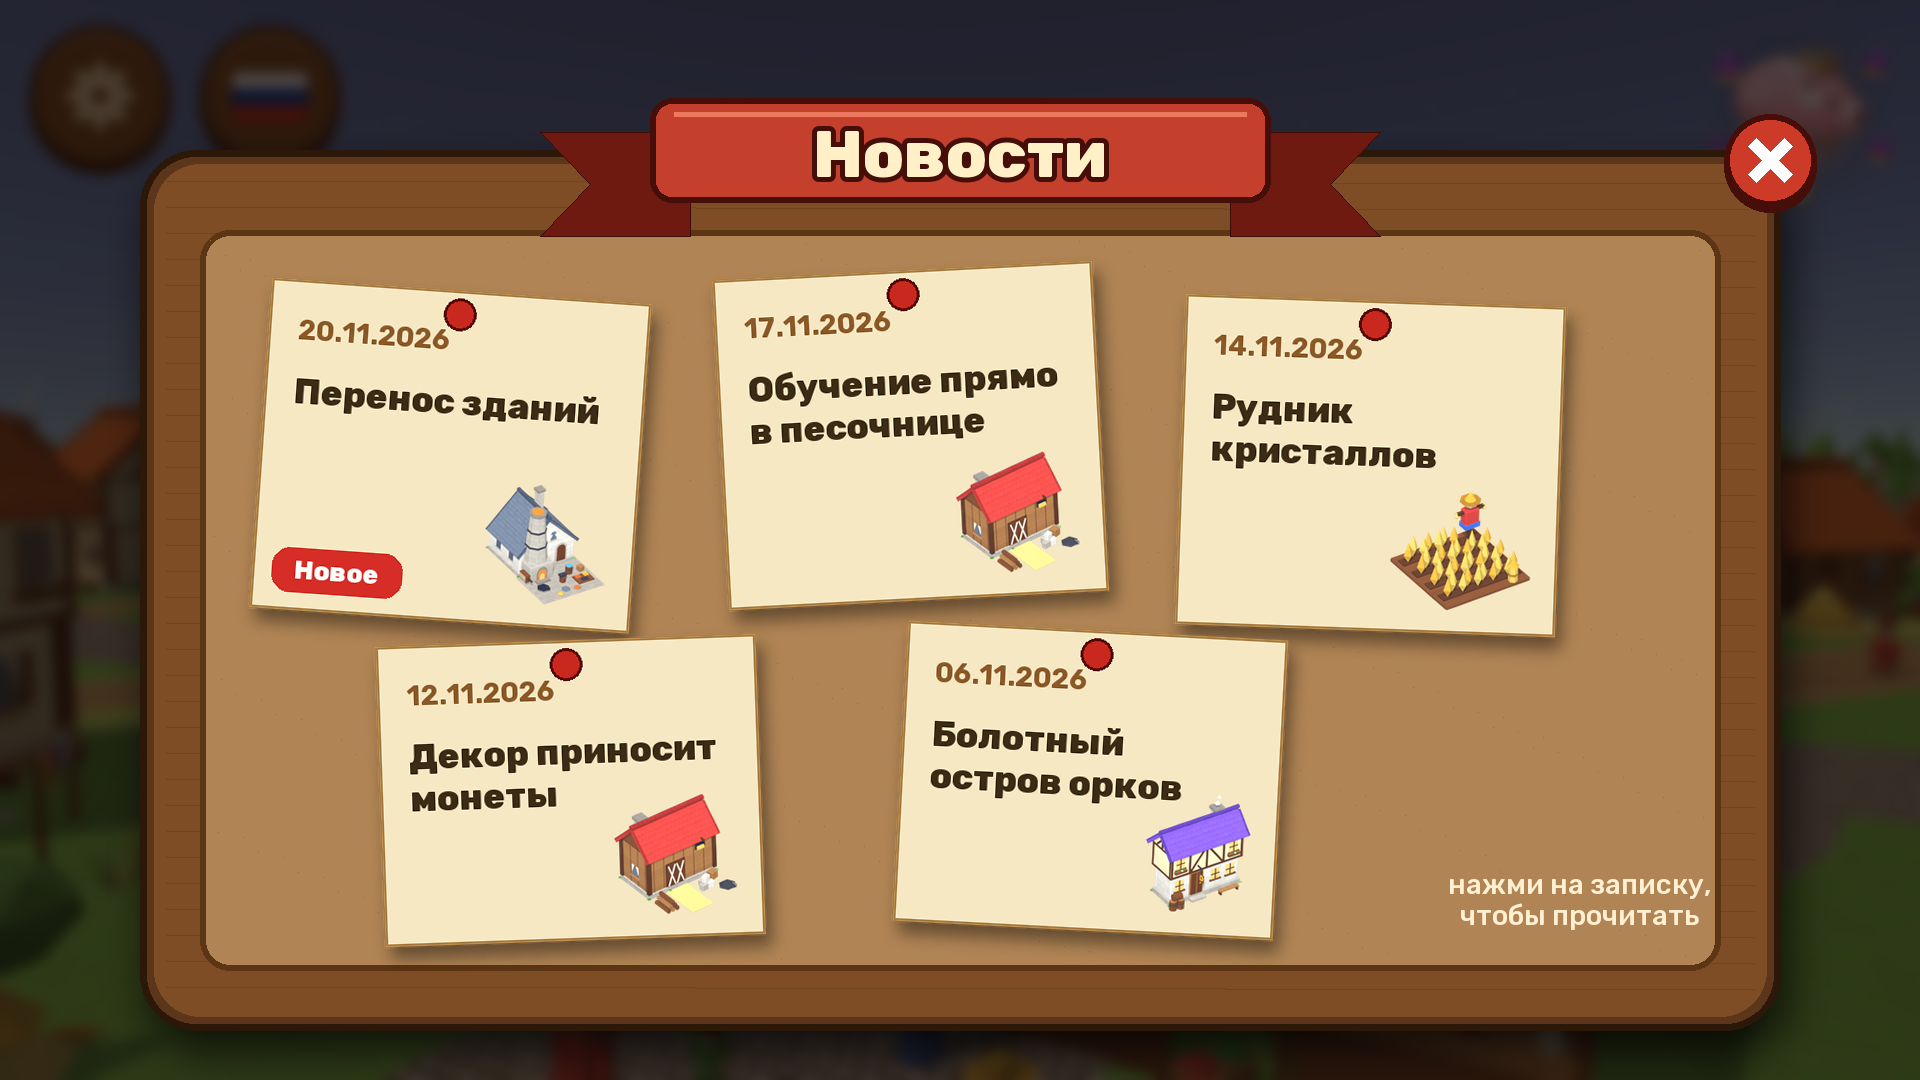 Новости
20.11.2026
Перенос зданий
Новое
17.11.2026
Обучение прямо
в песочнице
14.11.2026
Рудник
кристаллов
12.11.2026
Декор приносит
монеты
06.11.2026
Болотный
остров орков
нажми на записку,
чтобы прочитать